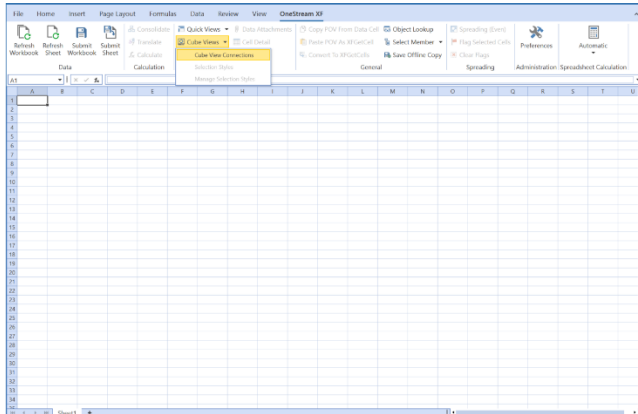 File Home Insert Page Layout Formulas Data Review View OneStream XF
Refresh Workbook
Refresh Sheet
Submit Workbook
Submit Sheet
Data
Consolidate
Translate
Calculate
Calculation
Quick Views
Cube Views
Cube View Connections
Selection Styles
Manage Selection Styles
Data Attachments
Cell Detail
Copy POV From Data Cell
Paste POV As XFGetCell
Convert To XFGetCells
Object Lookup
Select Member
Save Offline Copy
General
Spreading (Even)
Flag Selected Cells
Clear Flags
Spreading
Preferences
Administration
Automatic
Spreadsheet Calculation
A1
A B C D E F G H I J K L M N O P Q R S T U
1
2
3
4
5
6
7
8
9
10
11
12
13
14
15
16
17
18
19
20
21
22
23
24
25
26
27
28
29
30
31
32
33
34
Sheet1